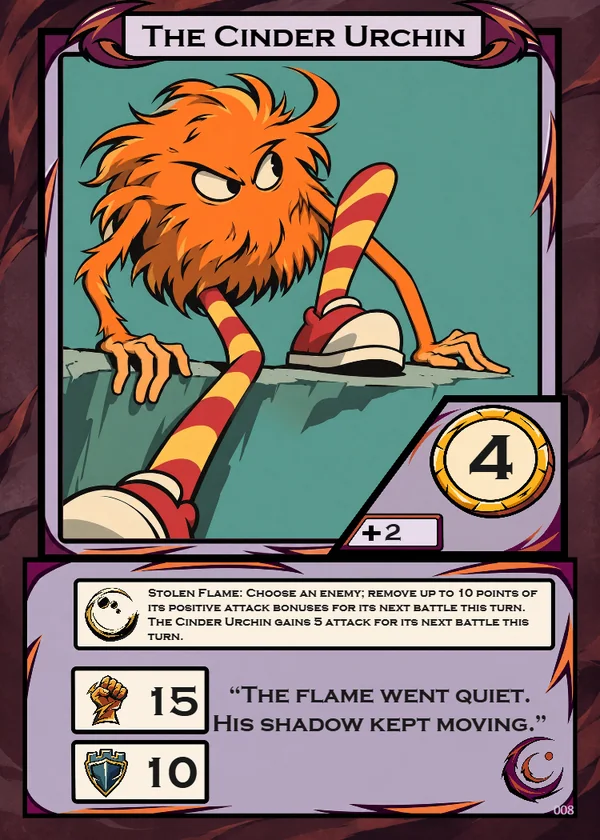 The Cinder Urchin
4
+2
Stolen Flame: Choose an enemy; remove up to 10 points of
its positive attack bonuses for its next battle this turn.
The Cinder Urchin gains 5 attack for its next battle this
turn.
15
“The flame went quiet.
His shadow kept moving.”
10
008